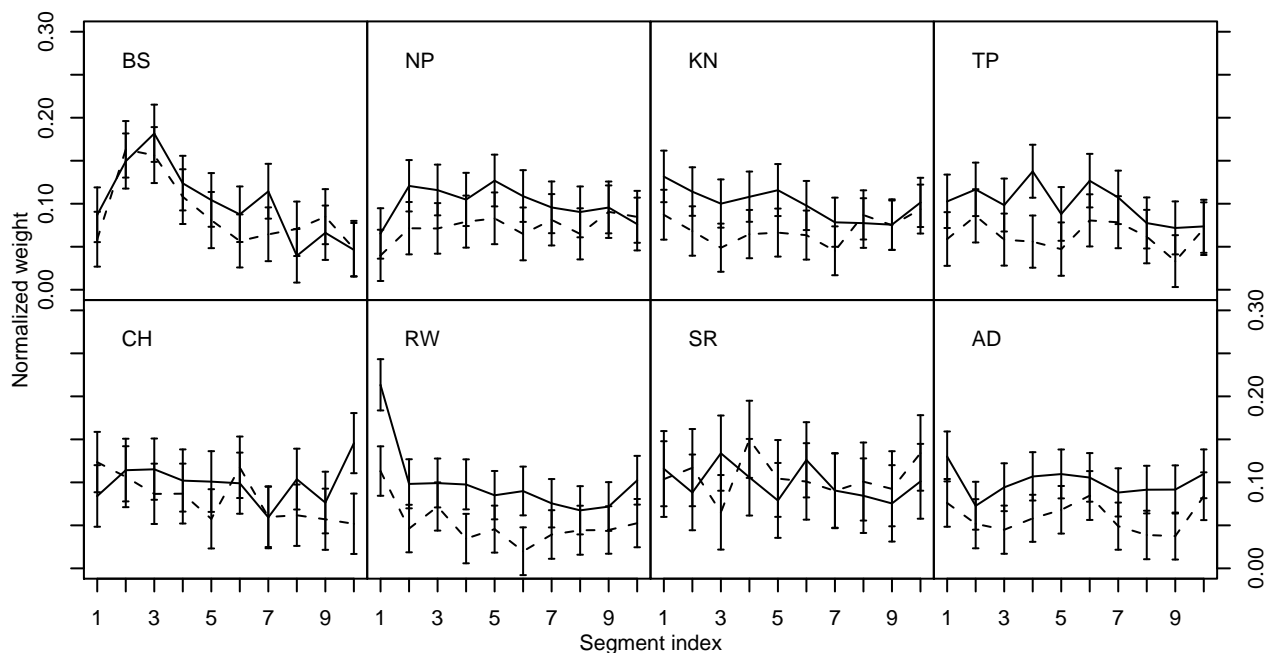 BS NP KN TP
0.00 0.10 0.20 0.30
Normalized weight
CH RW SR AD
0.00 0.10 0.20 0.30
1 3 5 7 9 1 3 5 7 9 1 3 5 7 9 1 3 5 7 9
Segment index